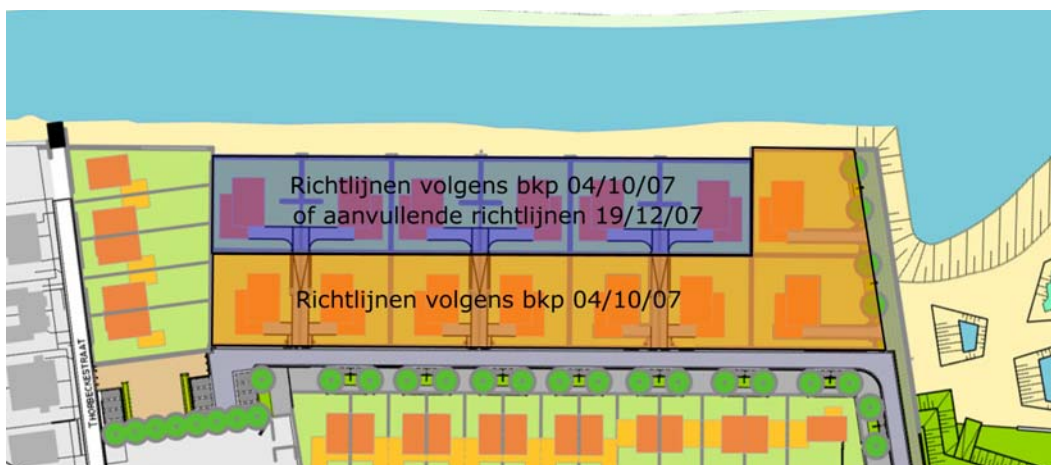 Richtlijnen volgens bkp 04/10/07
of aanvullende richtlijnen 19/12/07
Richtlijnen volgens bkp 04/10/07
THORBECKESTRAAT